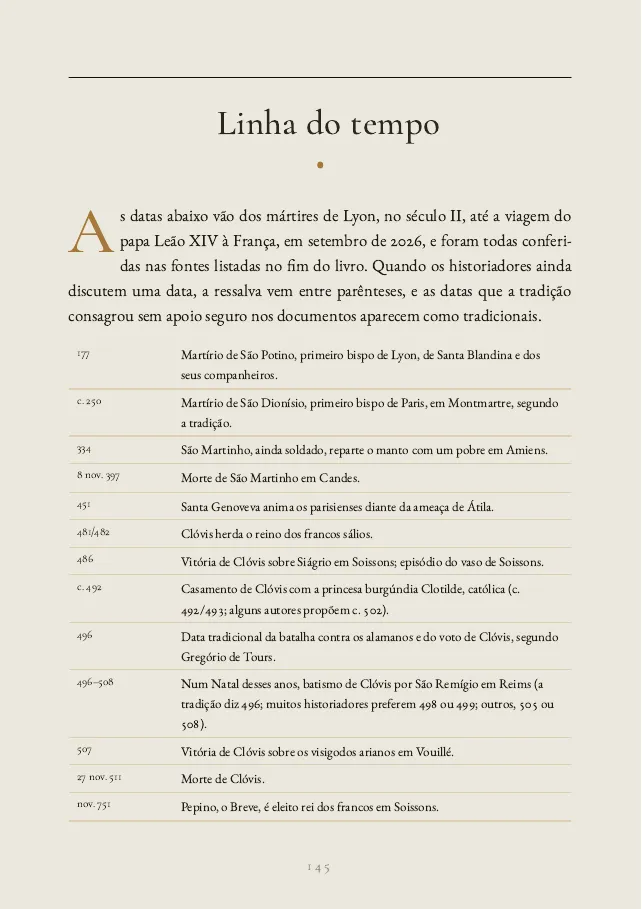 Linha do tempo
As datas abaixo vão dos mártires de Lyon, no século II, até a viagem do
papa Leão XIV à França, em setembro de 2026, e foram todas conferi-
das nas fontes listadas no fim do livro. Quando os historiadores ainda
discutem uma data, a ressalva vem entre parênteses, e as datas que a tradição
consagrou sem apoio seguro nos documentos aparecem como tradicionais.
177 Martírio de São Potino, primeiro bispo de Lyon, de Santa Blandina e dos
seus companheiros.
c. 250 Martírio de São Dionísio, primeiro bispo de Paris, em Montmartre, segundo
a tradição.
334 São Martinho, ainda soldado, reparte o manto com um pobre em Amiens.
8 nov. 397 Morte de São Martinho em Candes.
451 Santa Genoveva anima os parisienses diante da ameaça de Átila.
481/482 Clóvis herda o reino dos francos sálios.
486 Vitória de Clóvis sobre Siágrio em Soissons; episódio do vaso de Soissons.
c. 492 Casamento de Clóvis com a princesa burgúndia Clotilde, católica (c.
492/493; alguns autores propõem c. 502).
496 Data tradicional da batalha contra os alamanos e do voto de Clóvis, segundo
Gregório de Tours.
496–508 Num Natal desses anos, batismo de Clóvis por São Remígio em Reims (a
tradição diz 496; muitos historiadores preferem 498 ou 499; outros, 505 ou
508).
507 Vitória de Clóvis sobre os visigodos arianos em Vouillé.
27 nov. 511 Morte de Clóvis.
nov. 751 Pepino, o Breve, é eleito rei dos francos em Soissons.
145